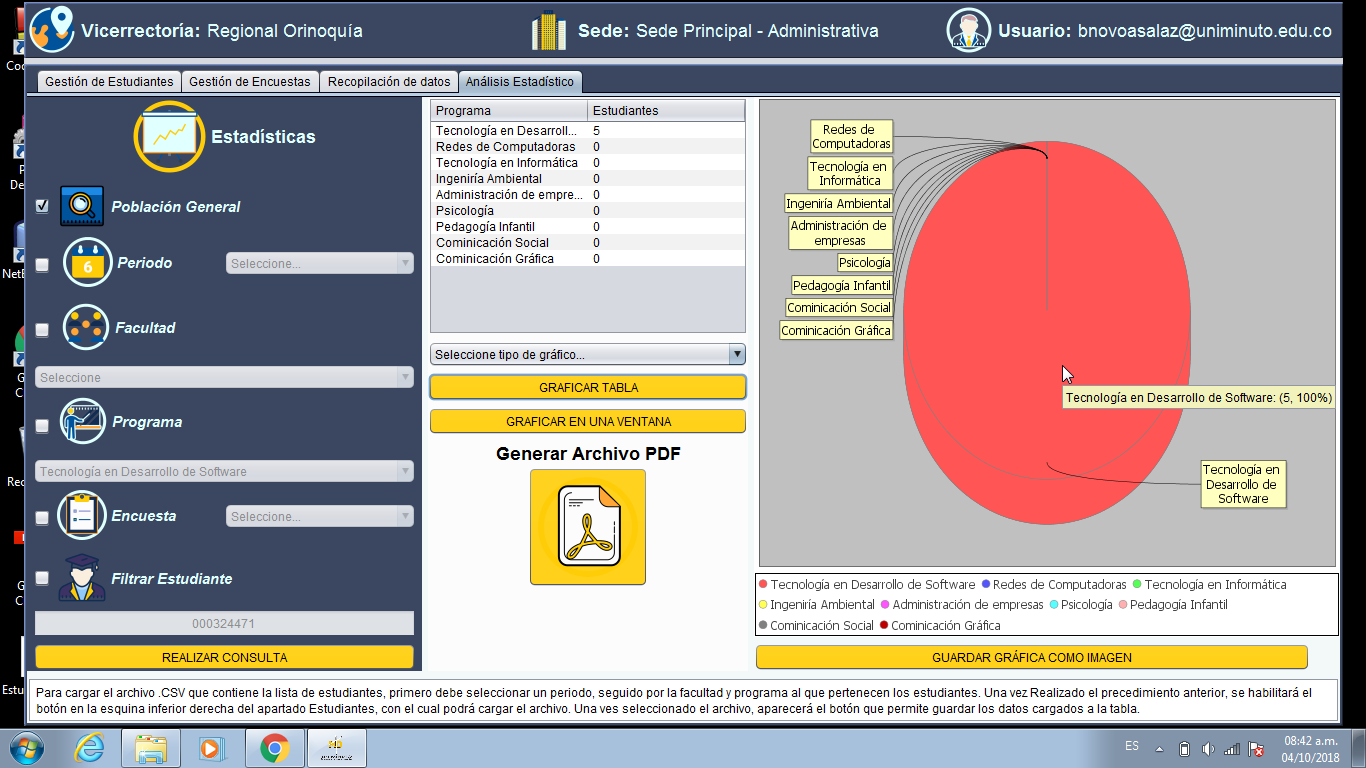 Vicerrectoría: Regional Orinoquía
Sede: Sede Principal - Administrativa
Usuario: bnovoasalaz@uniminuto.edu.co
Gestión de Estudiantes
Gestión de Encuestas
Recopilación de datos
Análisis Estadístico
Estadísticas
Población General
6
Periodo
Seleccione...
Facultad
Seleccione
Programa
Tecnología en Desarrollo de Software
Encuesta
Seleccione...
Filtrar Estudiante
000324471
REALIZAR CONSULTA
Programa Estudiantes
Tecnología en Desarroll... 5
Redes de Computadoras 0
Tecnología en Informática 0
Ingeniría Ambiental 0
Administración de empre... 0
Psicología 0
Pedagogía Infantil 0
Cominicación Social 0
Cominicación Gráfica 0
Seleccione tipo de gráfico...
GRAFICAR TABLA
GRAFICAR EN UNA VENTANA
Generar Archivo PDF
Redes de
Computadoras
Tecnología en
Informática
Ingeniría Ambiental
Administración de
empresas
Psicología
Pedagogía Infantil
Cominicación Social
Cominicación Gráfica
Tecnología en Desarrollo de Software: (5, 100%)
Tecnología en
Desarrollo de
Software
Tecnología en Desarrollo de Software Redes de Computadoras Tecnología en Informática
Ingeniría Ambiental Administración de empresas Psicología Pedagogía Infantil
Cominicación Social Cominicación Gráfica
GUARDAR GRÁFICA COMO IMAGEN
Para cargar el archivo .CSV que contiene la lista de estudiantes, primero debe seleccionar un periodo, seguido por la facultad y programa al que pertenecen los estudiantes. Una vez Realizado el precedimiento anterior, se habilitará el
botón en la esquina inferior derecha del apartado Estudiantes, con el cual podrá cargar el archivo. Una ves seleccionado el archivo, aparecerá el botón que permite guardar los datos cargados a la tabla.
ES
08:42 a.m.
04/10/2018